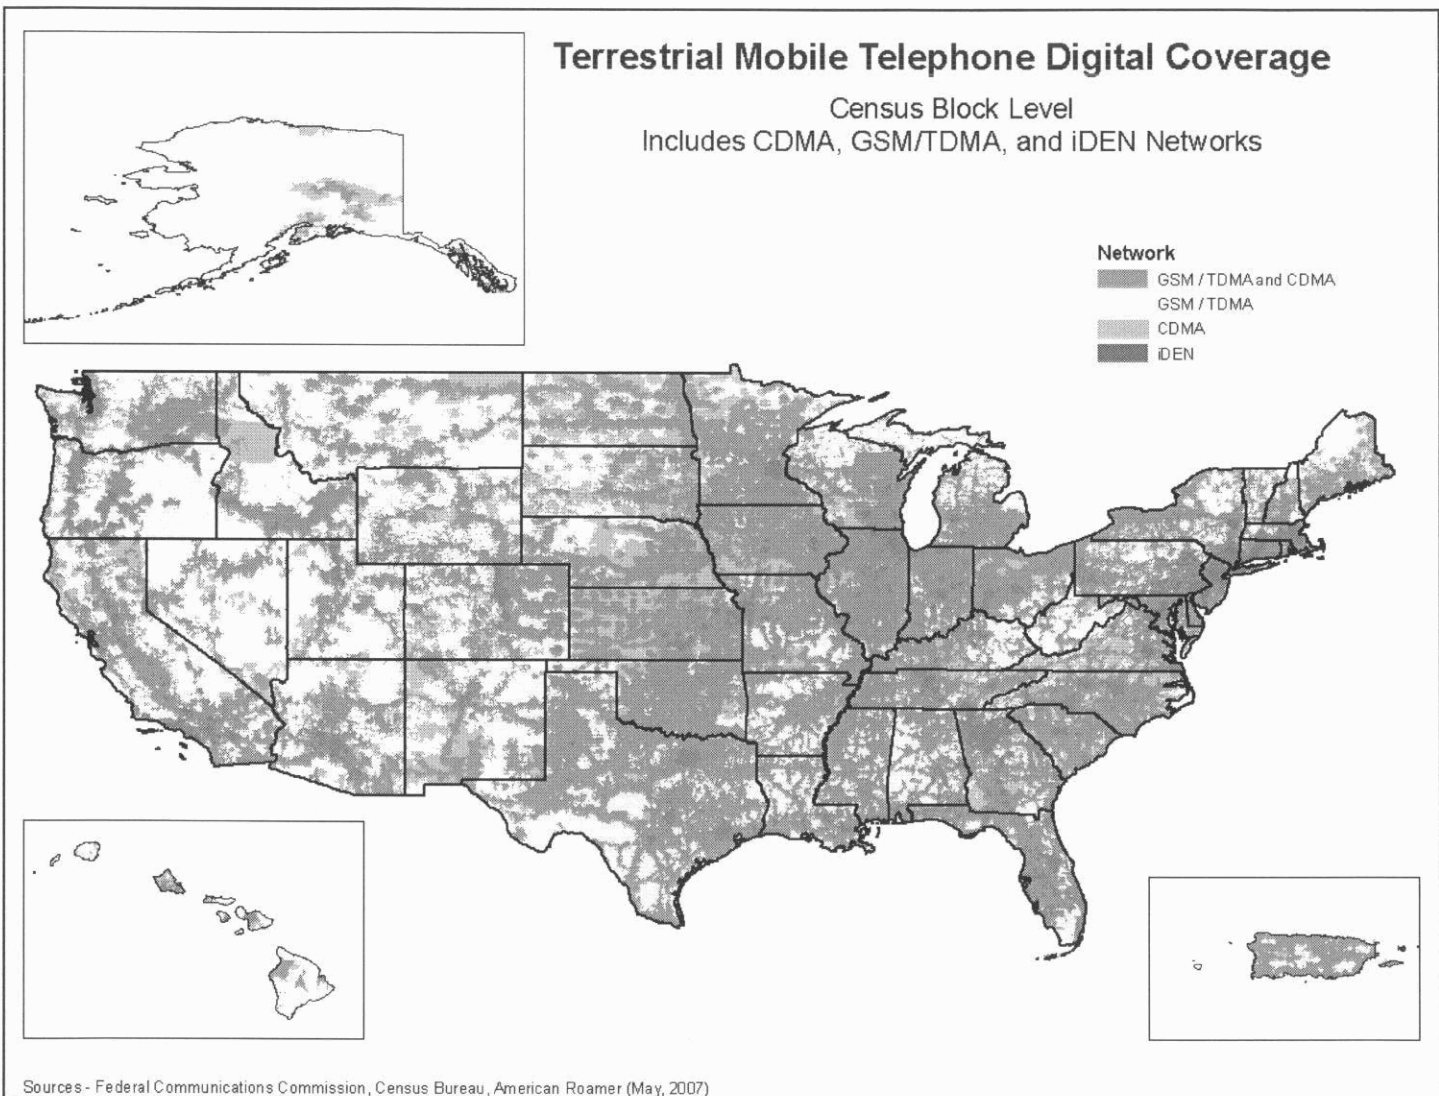 Terrestrial Mobile Telephone Digital Coverage
Census Block Level
Includes CDMA, GSM/TDMA, and iDEN Networks
Network
GSM / TDMA and CDMA
GSM / TDMA
CDMA
iDEN
Sources - Federal Communications Commission, Census Bureau, American Roamer (May, 2007)